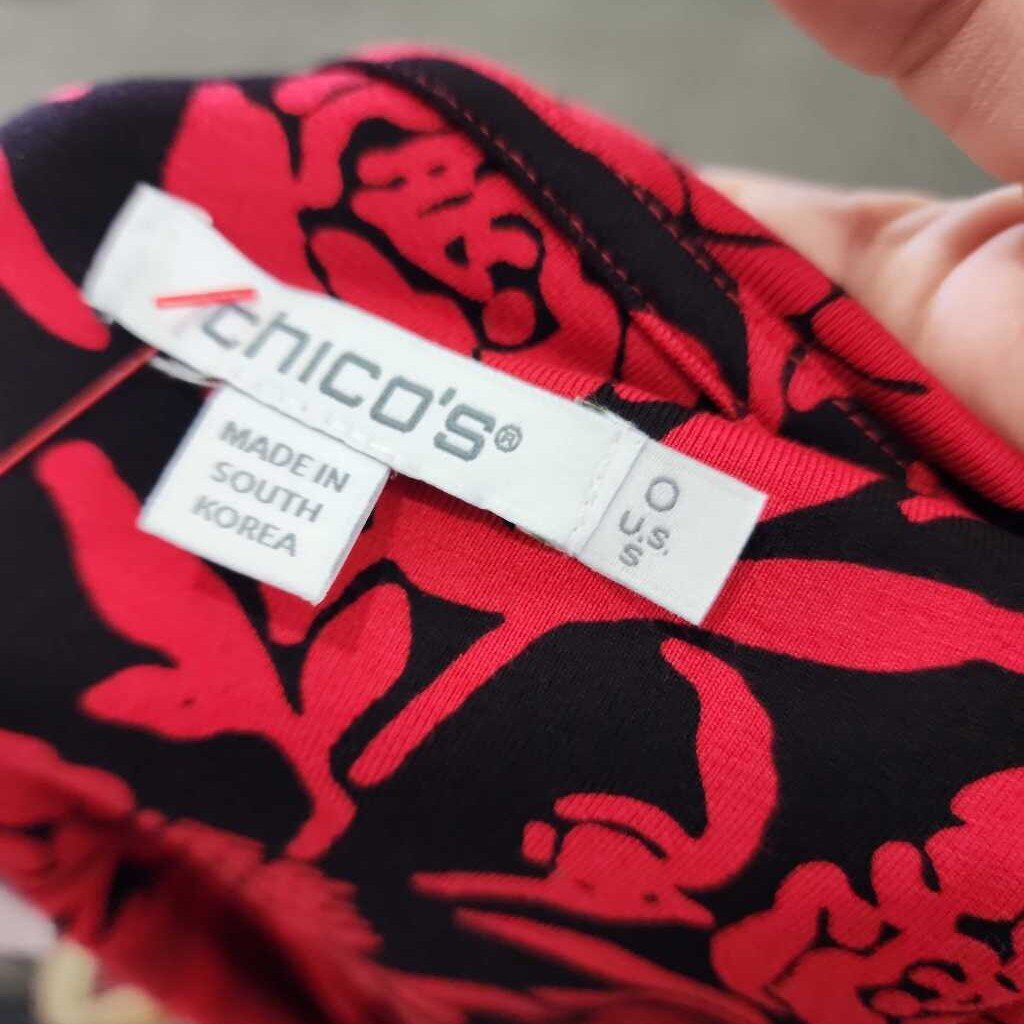 chico's®
MADE IN
SOUTH
KOREA
0
U.S.
S